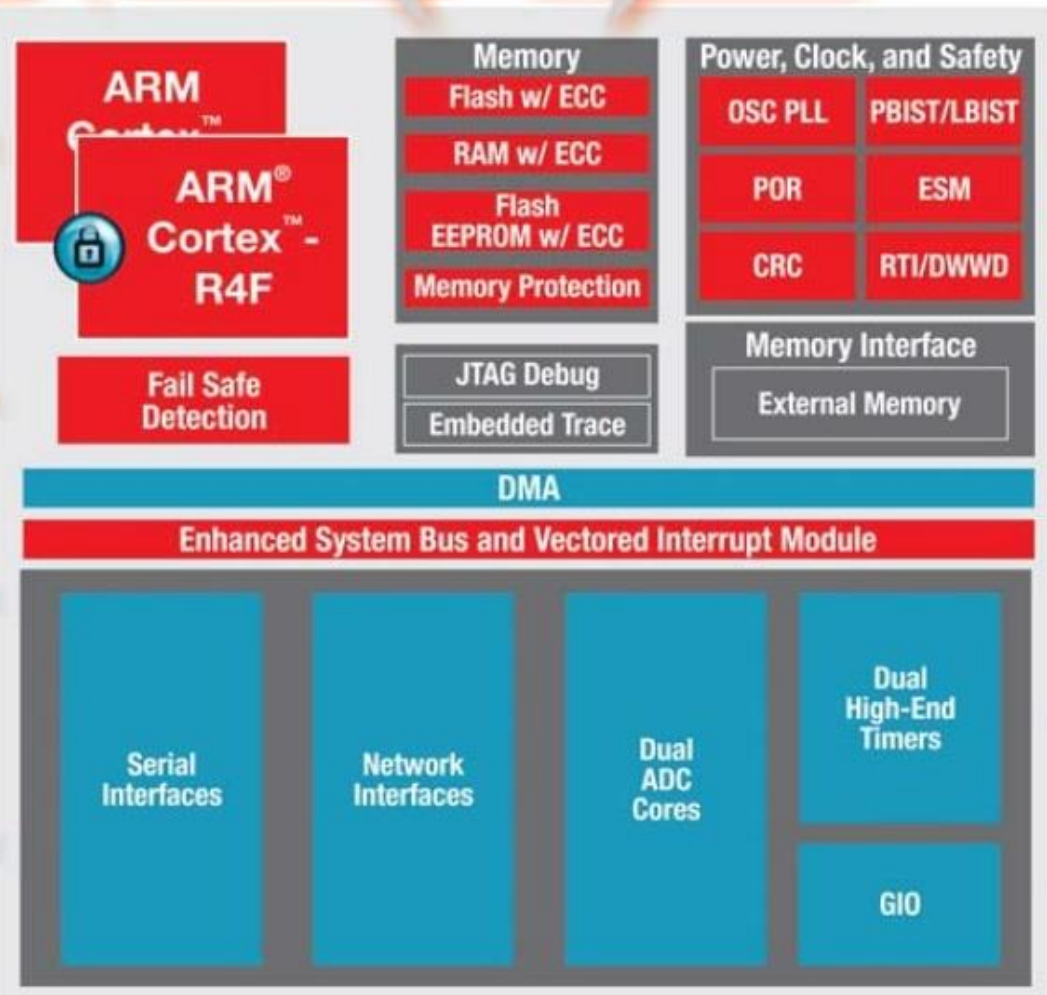 ARM
Cortex™
ARM®
Cortex™-
R4F
Fail Safe
Detection
Memory
Flash w/ ECC
RAM w/ ECC
Flash
EEPROM w/ ECC
Memory Protection
JTAG Debug
Embedded Trace
Power, Clock, and Safety
OSC PLL
PBIST/LBIST
POR
ESM
CRC
RTI/DWWD
Memory Interface
External Memory
DMA
Enhanced System Bus and Vectored Interrupt Module
Serial
Interfaces
Network
Interfaces
Dual
ADC
Cores
Dual
High-End
Timers
GIO